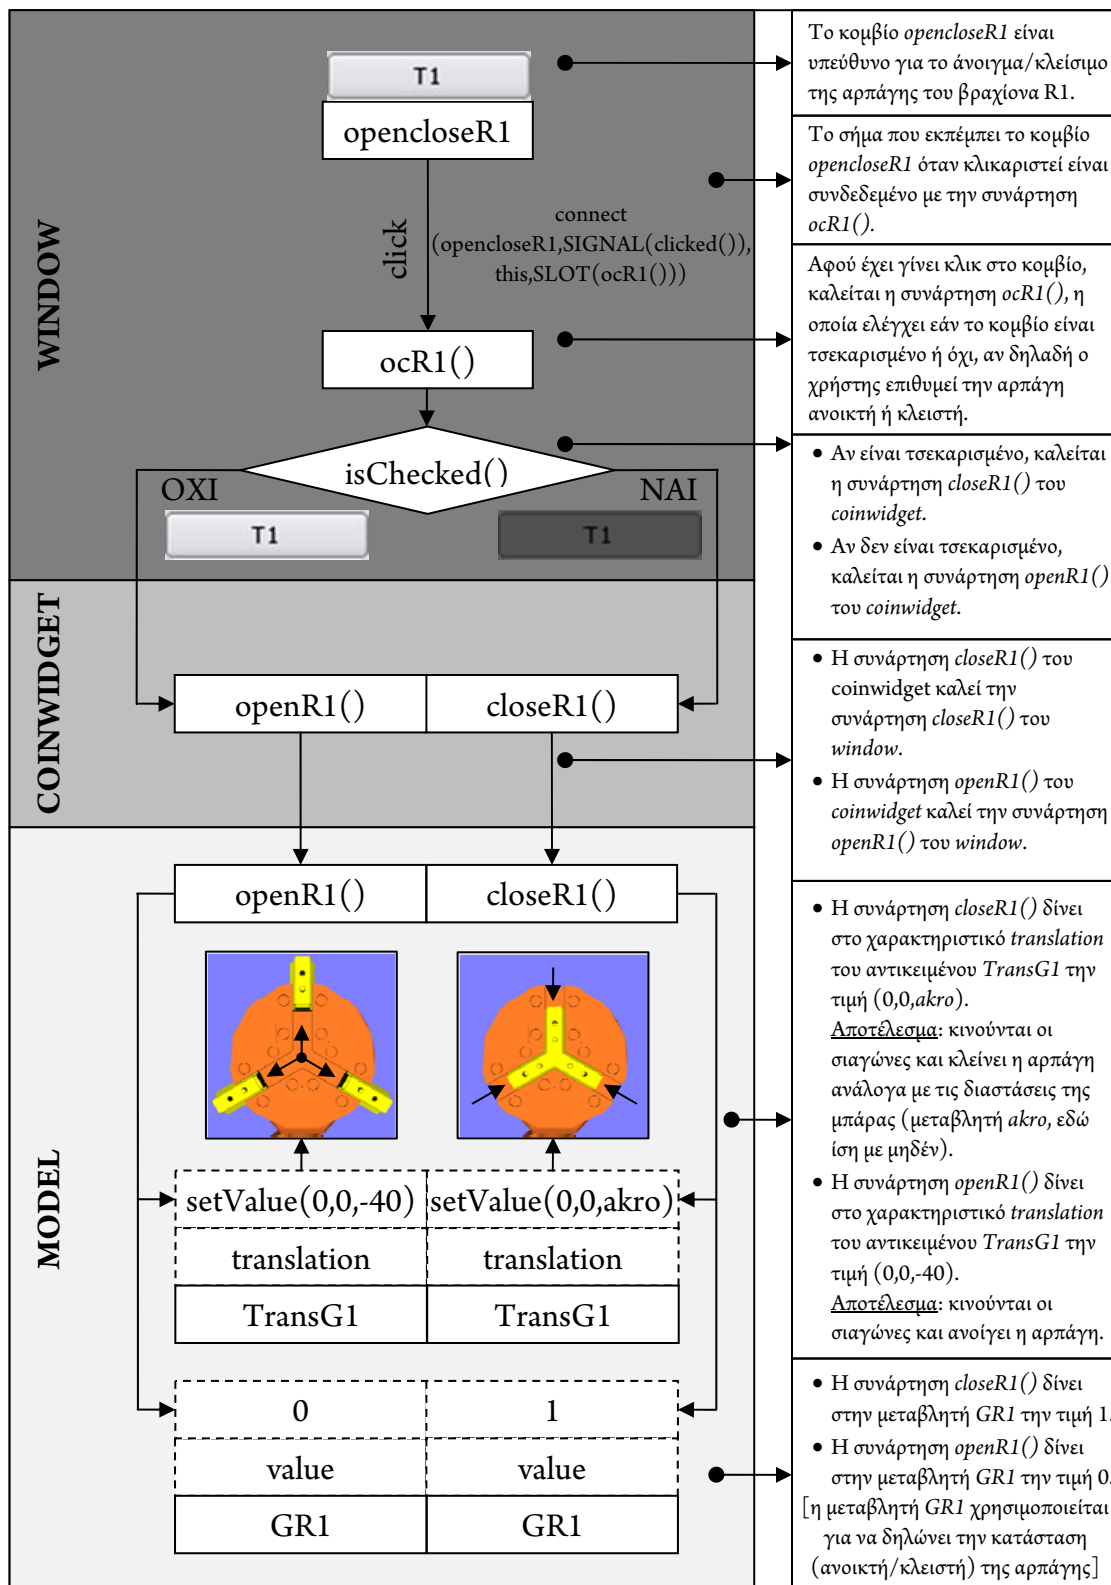 WINDOW
T1
opencloseR1
click
connect
(opencloseR1,SIGNAL(clicked()),
this,SLOT(ocR1()))
ocR1()
isChecked()
ΟΧΙ
ΝΑΙ
T1
T1
COINWIDGET
openR1()
closeR1()
MODEL
openR1()
closeR1()
setValue(0,0,-40)
setValue(0,0,akro)
translation
translation
TransG1
TransG1
0
1
value
value
GR1
GR1
Το κομβίο opencloseR1 είναι
υπεύθυνο για το άνοιγμα/κλείσιμο
της αρπάγης του βραχίονα R1.
Το σήμα που εκπέμπει το κομβίο
opencloseR1 όταν κλικαριστεί είναι
συνδεδεμένο με την συνάρτηση
ocR1().
Αφού έχει γίνει κλικ στο κομβίο,
καλείται η συνάρτηση ocR1(), η
οποία ελέγχει εάν το κομβίο είναι
τσεκαρισμένο ή όχι, αν δηλαδή ο
χρήστης επιθυμεί την αρπάγη
ανοικτή ή κλειστή.
• Αν είναι τσεκαρισμένο, καλείται
η συνάρτηση closeR1() του
coinwidget.
• Αν δεν είναι τσεκαρισμένο,
καλείται η συνάρτηση openR1()
του coinwidget.
• Η συνάρτηση closeR1() του
coinwidget καλεί την
συνάρτηση closeR1() του
window.
• Η συνάρτηση openR1() του
coinwidget καλεί την συνάρτηση
openR1() του window.
• Η συνάρτηση closeR1() δίνει
στο χαρακτηριστικό translation
του αντικειμένου TransG1 την
τιμή (0,0,akro).
Αποτέλεσμα: κινούνται οι
σιαγώνες και κλείνει η αρπάγη
ανάλογα με τις διαστάσεις της
μπάρας (μεταβλητή akro, εδώ
ίση με μηδέν).
• Η συνάρτηση openR1() δίνει
στο χαρακτηριστικό translation
του αντικειμένου TransG1 την
τιμή (0,0,-40).
Αποτέλεσμα: κινούνται οι
σιαγώνες και ανοίγει η αρπάγη.
• Η συνάρτηση closeR1() δίνει
στην μεταβλητή GR1 την τιμή 1.
• Η συνάρτηση openR1() δίνει
στην μεταβλητή GR1 την τιμή 0.
[η μεταβλητή GR1 χρησιμοποιείται
για να δηλώνει την κατάσταση
(ανοικτή/κλειστή) της αρπάγης]